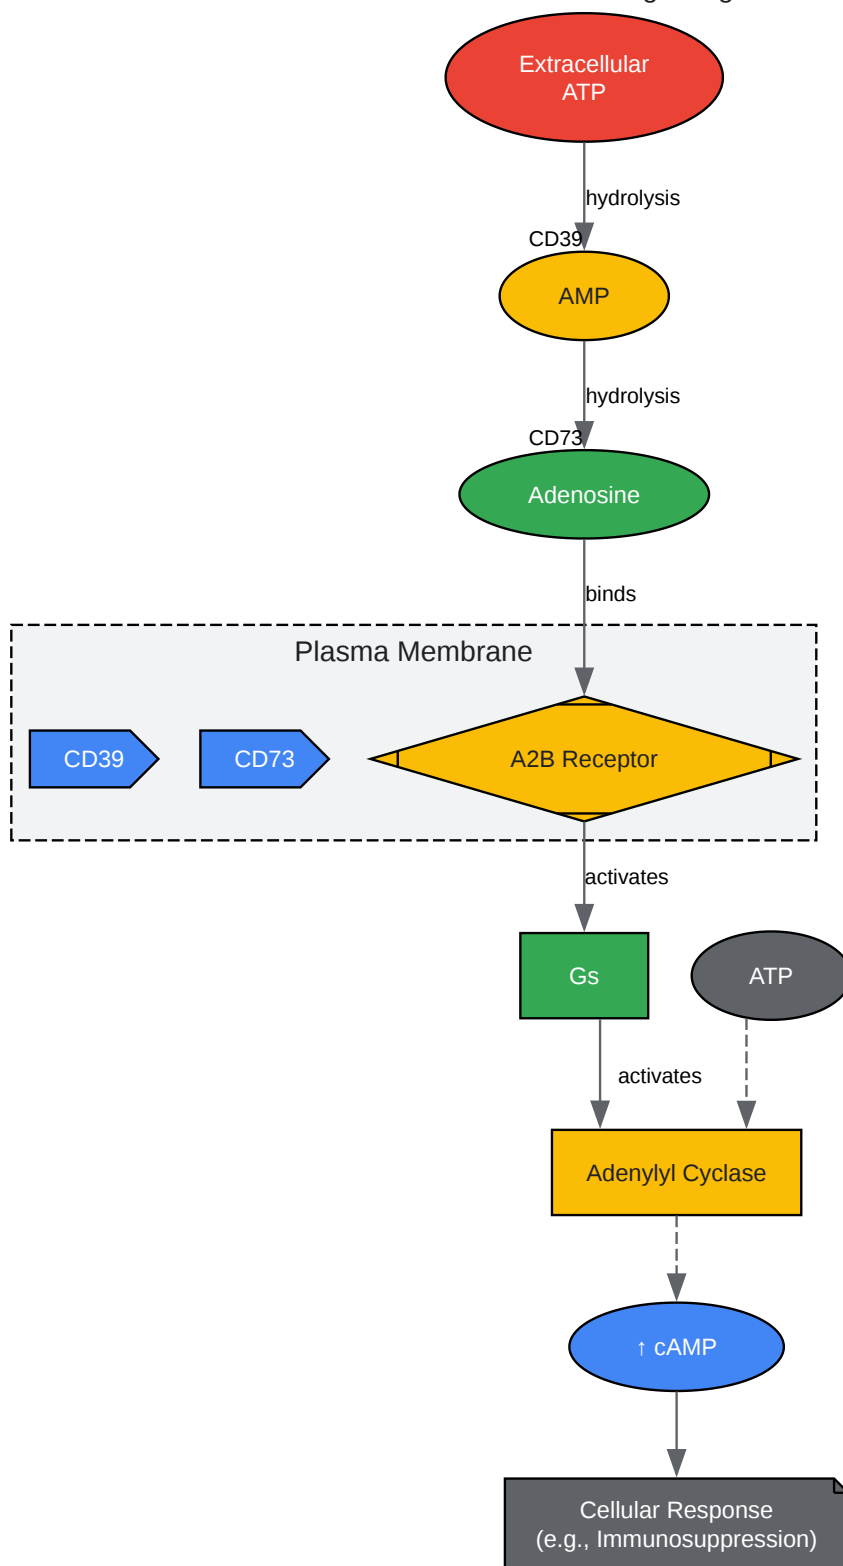 Extracellular
ATP
hydrolysis
CD39
AMP
hydrolysis
CD73
Adenosine
binds
Plasma Membrane
CD39
CD73
A2B Receptor
activates
Gs
ATP
activates
Adenylyl Cyclase
↑ cAMP
Cellular Response
(e.g., Immunosuppression)